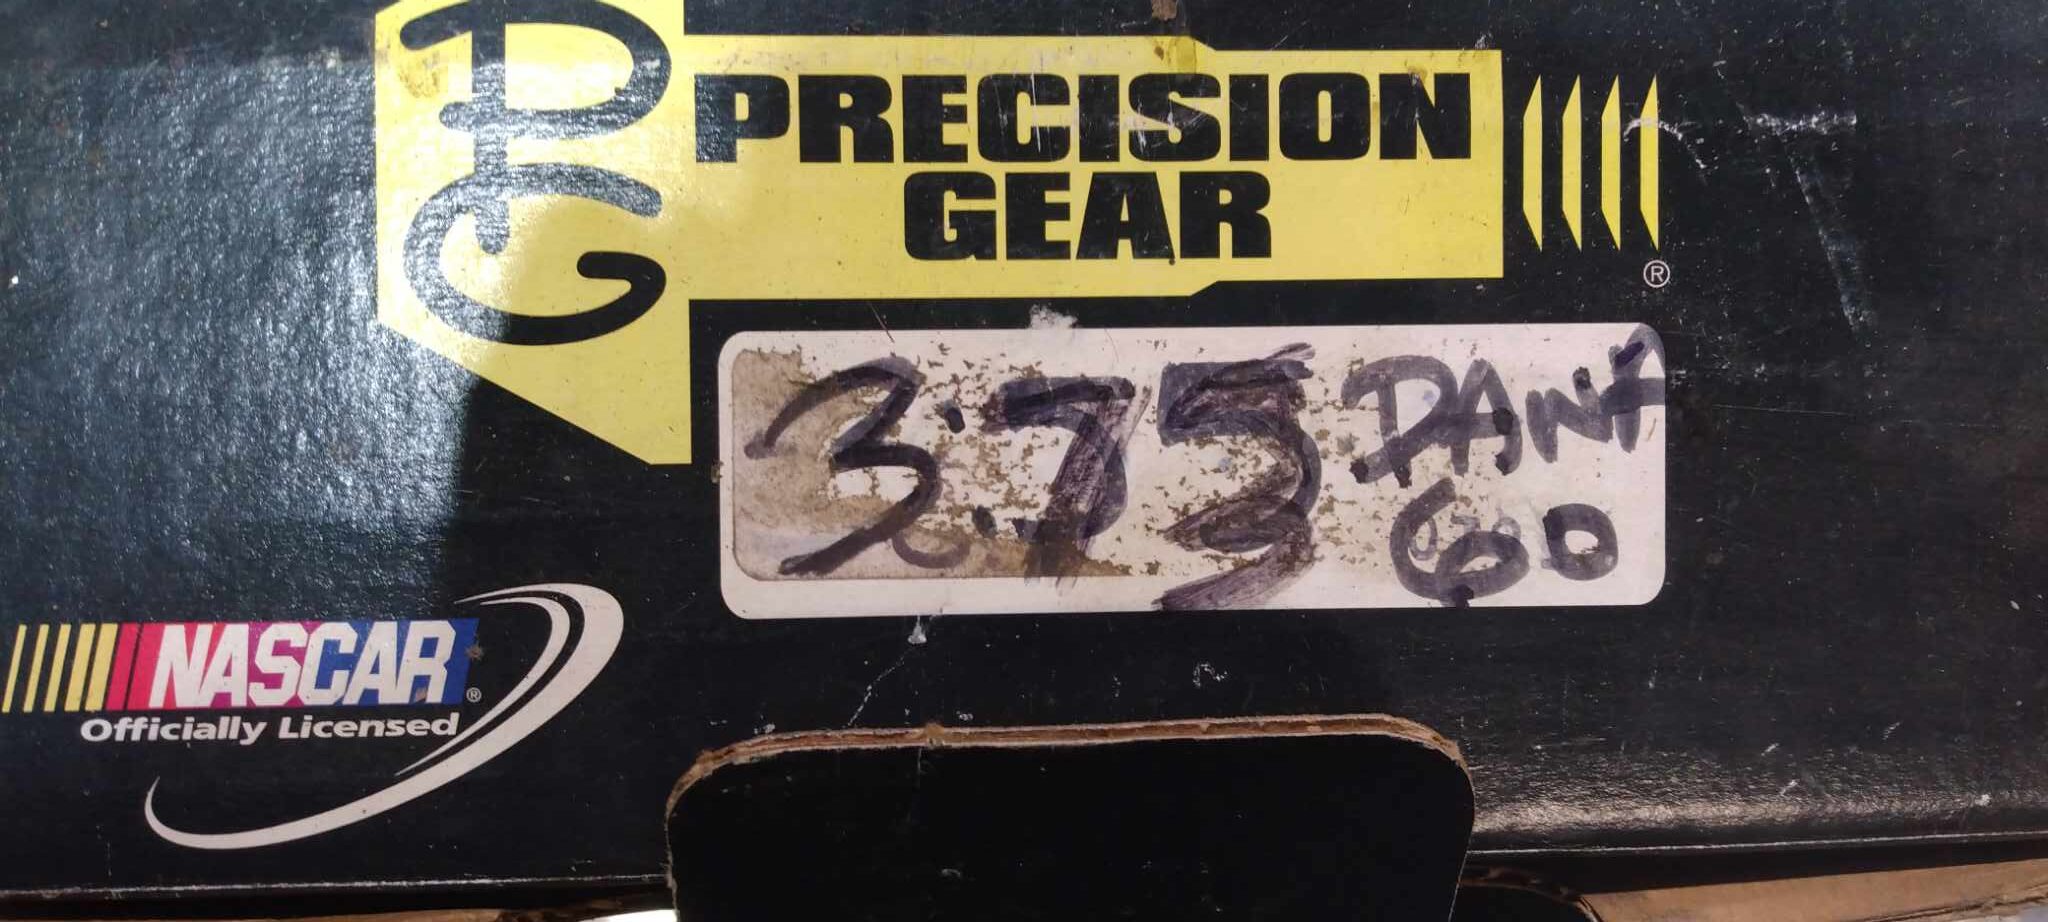 PG
PRECISION
GEAR
®
3.73 DANA
60
NASCAR®
Officially Licensed